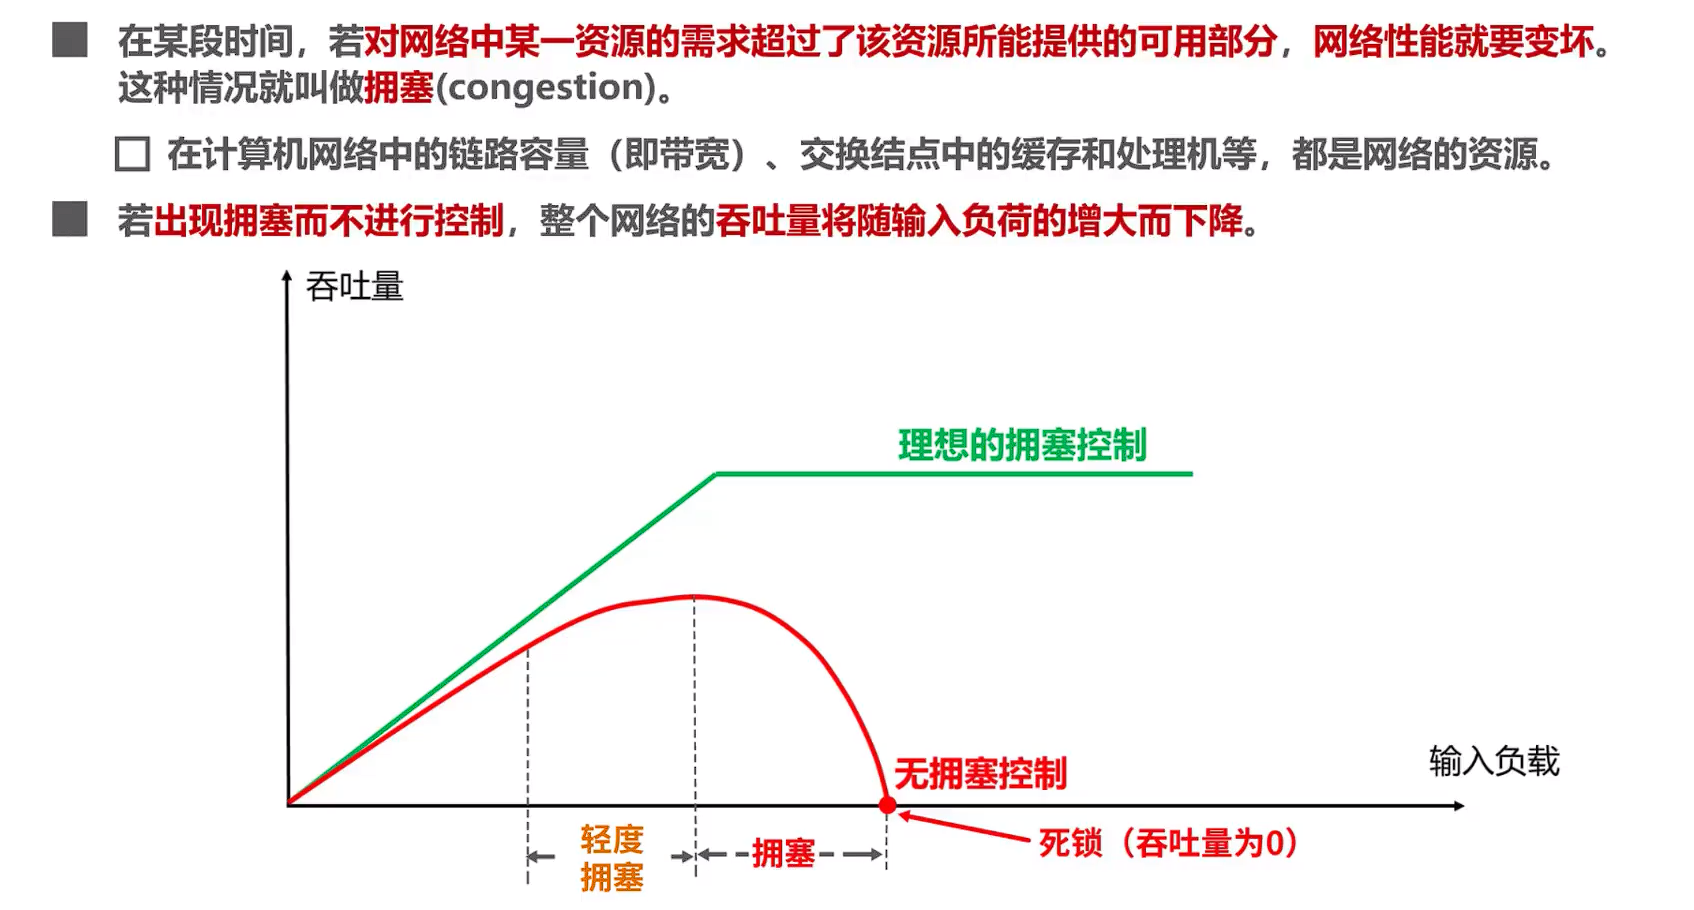 在某段时间，若对网络中某一资源的需求超过了该资源所能提供的可用部分，网络性能就要变坏。
这种情况就叫做拥塞(congestion)。
在计算机网络中的链路容量（即带宽）、交换结点中的缓存和处理机等，都是网络的资源。
若出现拥塞而不进行控制，整个网络的吞吐量将随输入负荷的增大而下降。
吞吐量
理想的拥塞控制
输入负载
无拥塞控制
死锁（吞吐量为0）
轻度
拥塞
拥塞